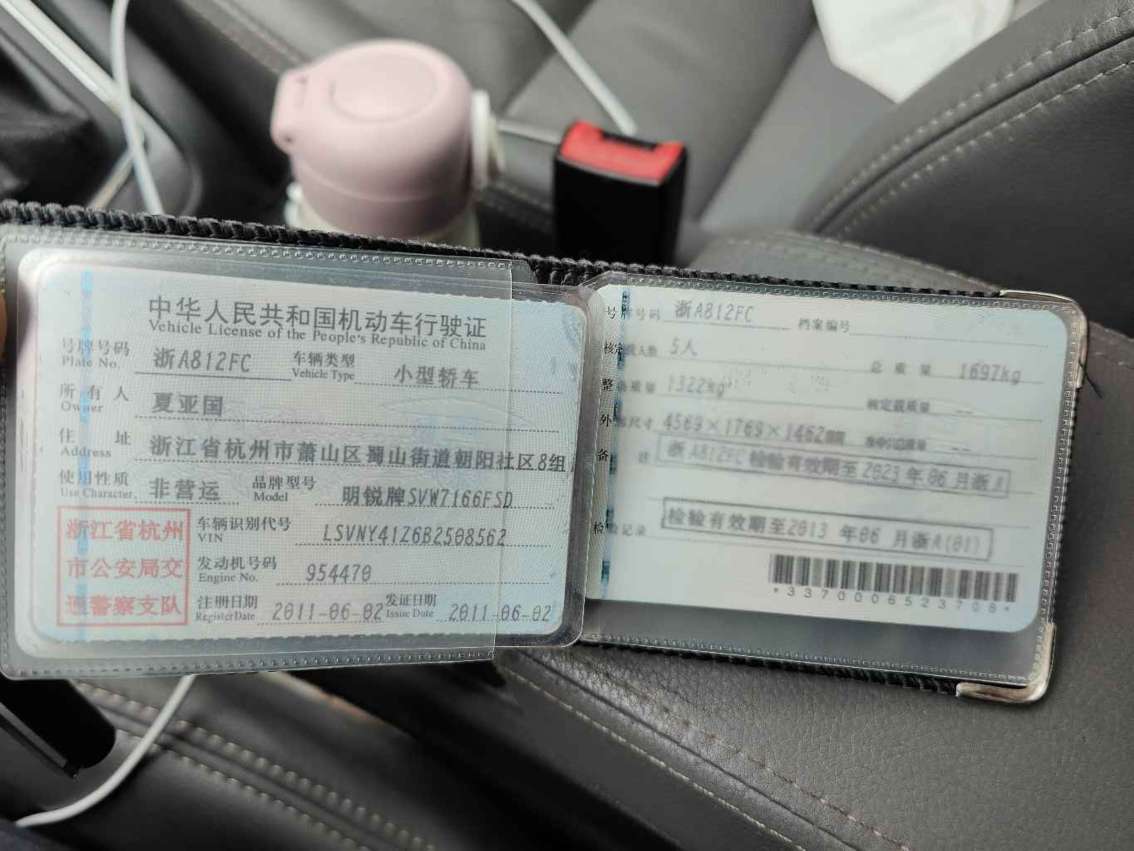 中华人民共和国机动车行驶证
Vehicle License of the People's Republic of China
号牌号码 浙A812FC 车辆类型 小型轿车
Plate No. Vehicle Type
所有人 夏亚国
Owner
住址 浙江省杭州市萧山区蜀山街道朝阳社区8组
Address
使用性质 非营运 品牌型号 明锐牌SVW7166FSD
Use Character Model
浙江省杭州
市公安局交
通警察支队
车辆识别代号 LSVNY41Z6B2508562
VIN
发动机号码 954470
Engine No.
注册日期 2011-06-02 发证日期 2011-06-02
Register Date Issue Date
号牌号码 浙A812FC 档案编号
核定载人数 5人 总质量 1697kg
整备质量 1322kg 核定载质量 --
外廓尺寸 4569×1769×1462mm --
备注 浙A812FC 检验有效期至2023年06月浙A
检验记录 检验有效期至2013年06月浙A(01)
*3370006523708*